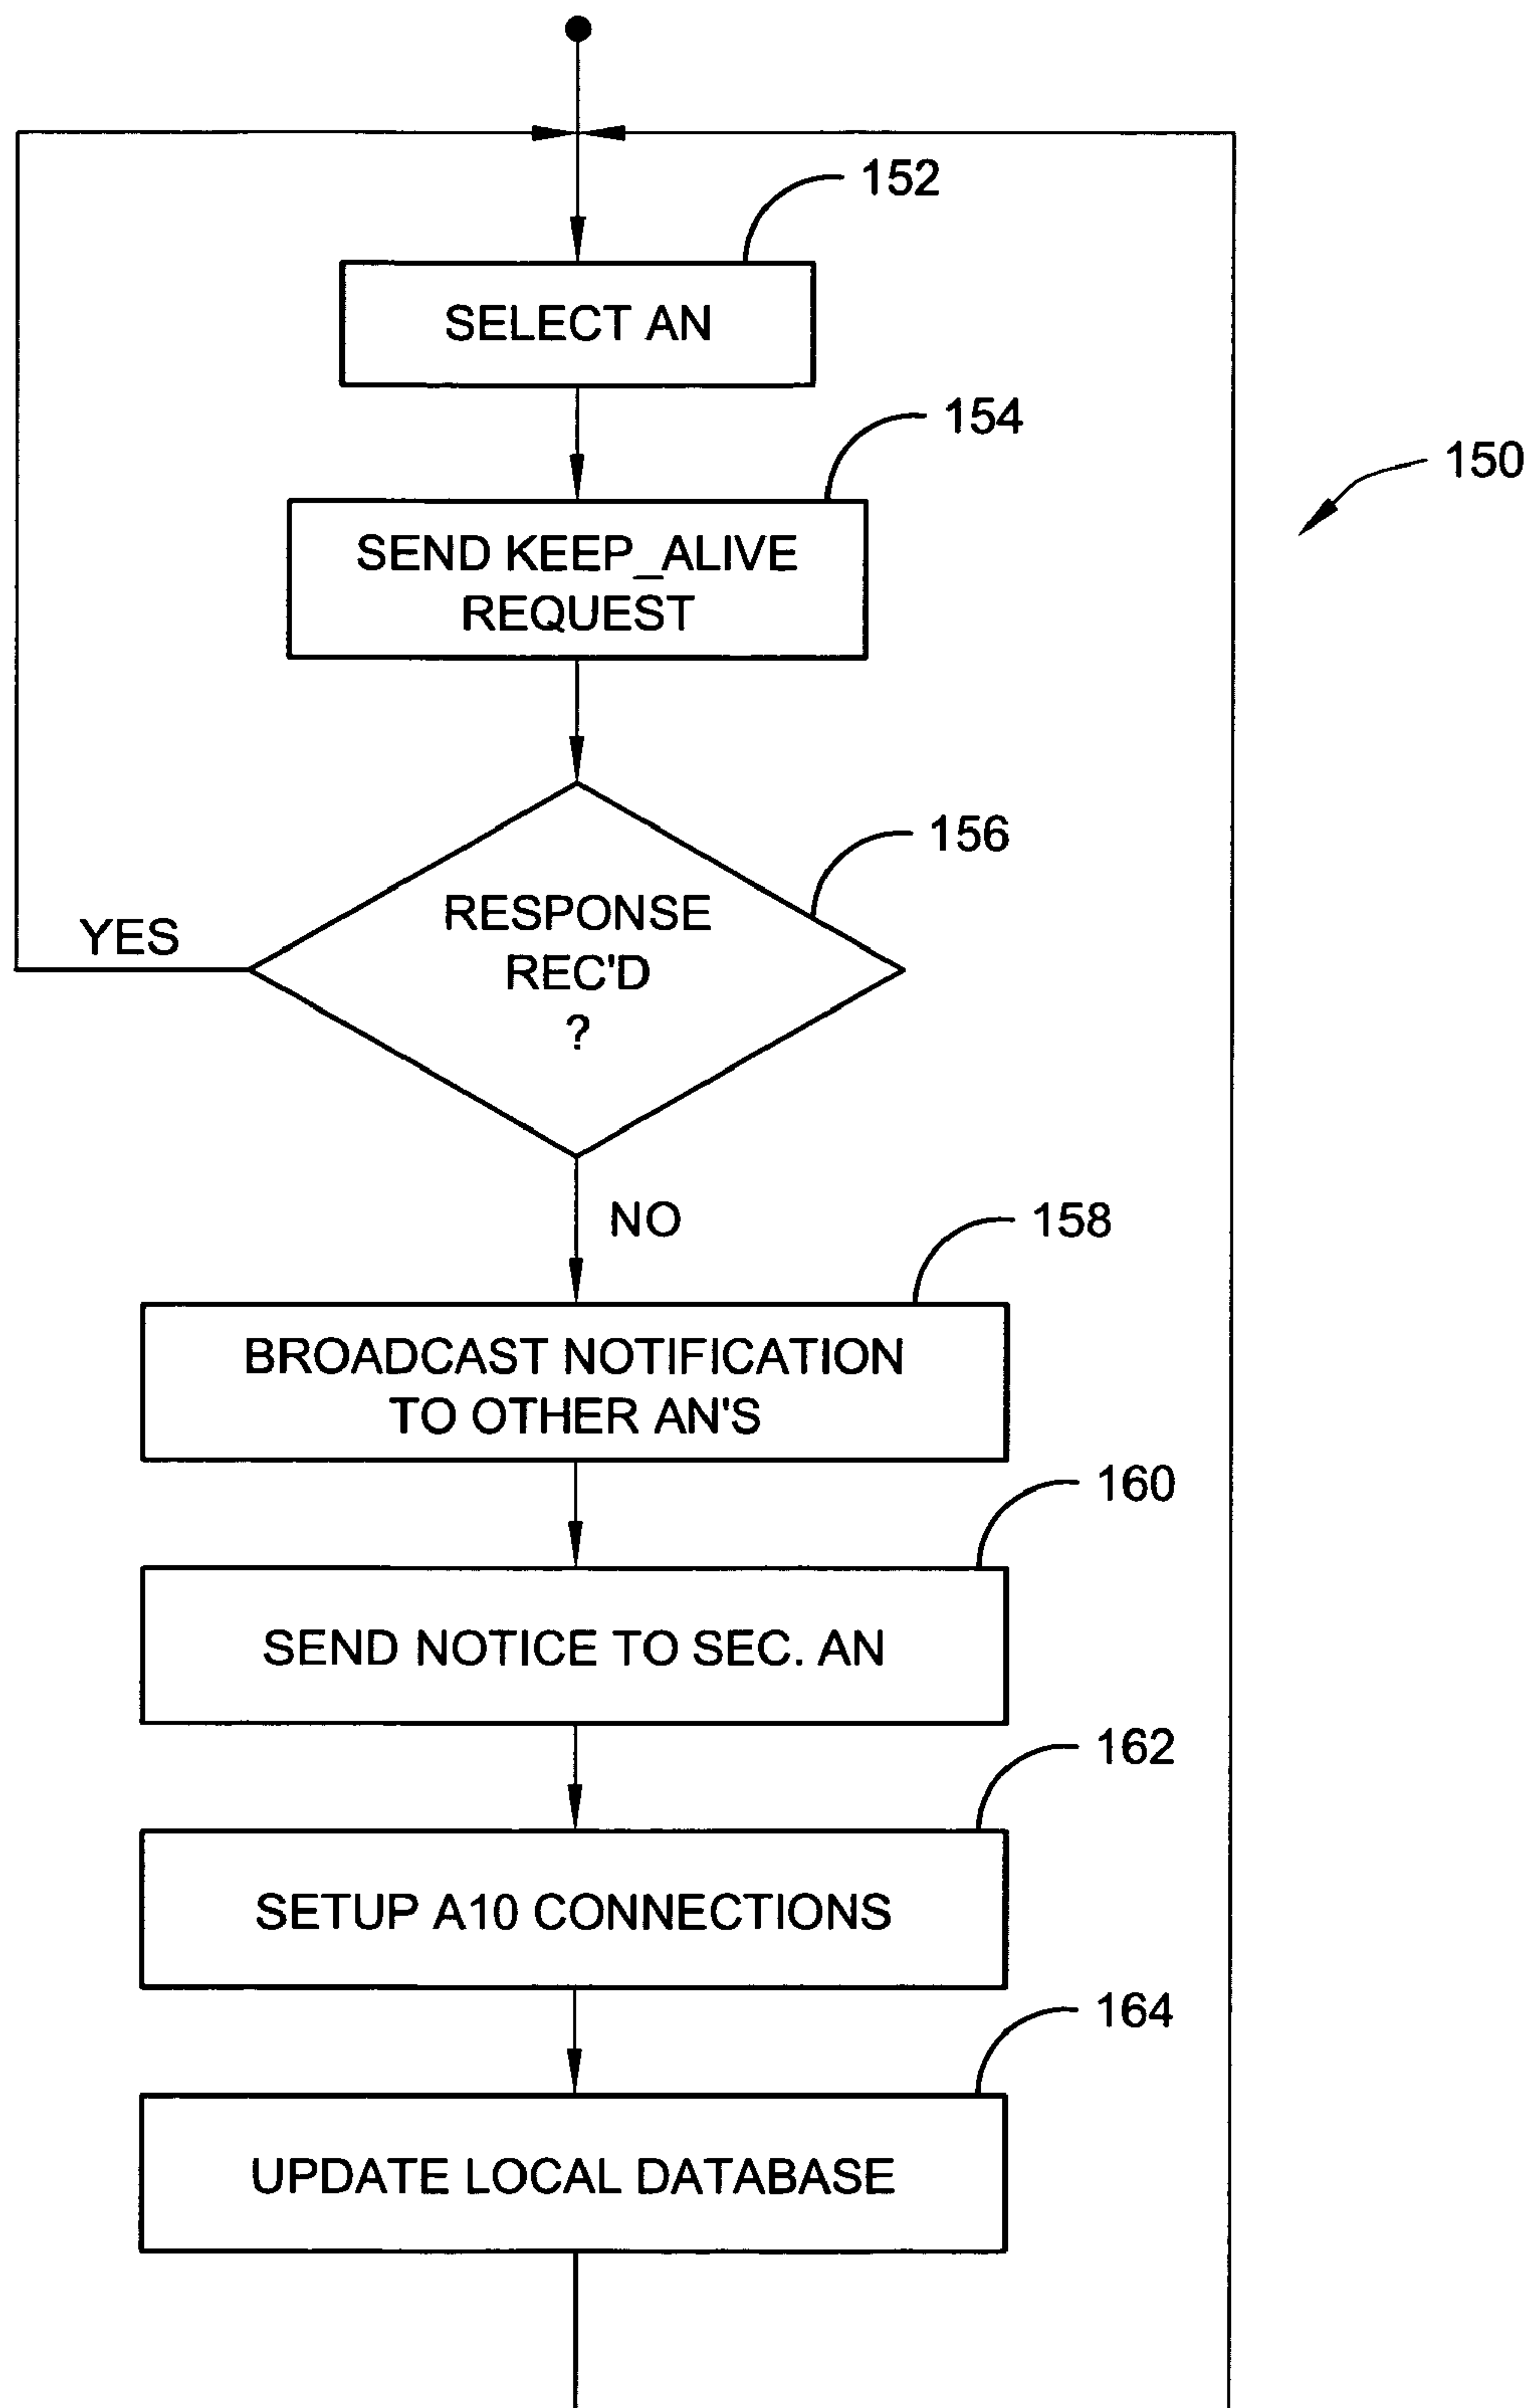 152
SELECT AN
154
150
SEND KEEP_ALIVE
REQUEST
156
RESPONSE
REC'D
?
YES
NO
158
BROADCAST NOTIFICATION
TO OTHER AN'S
160
SEND NOTICE TO SEC. AN
162
SETUP A10 CONNECTIONS
164
UPDATE LOCAL DATABASE